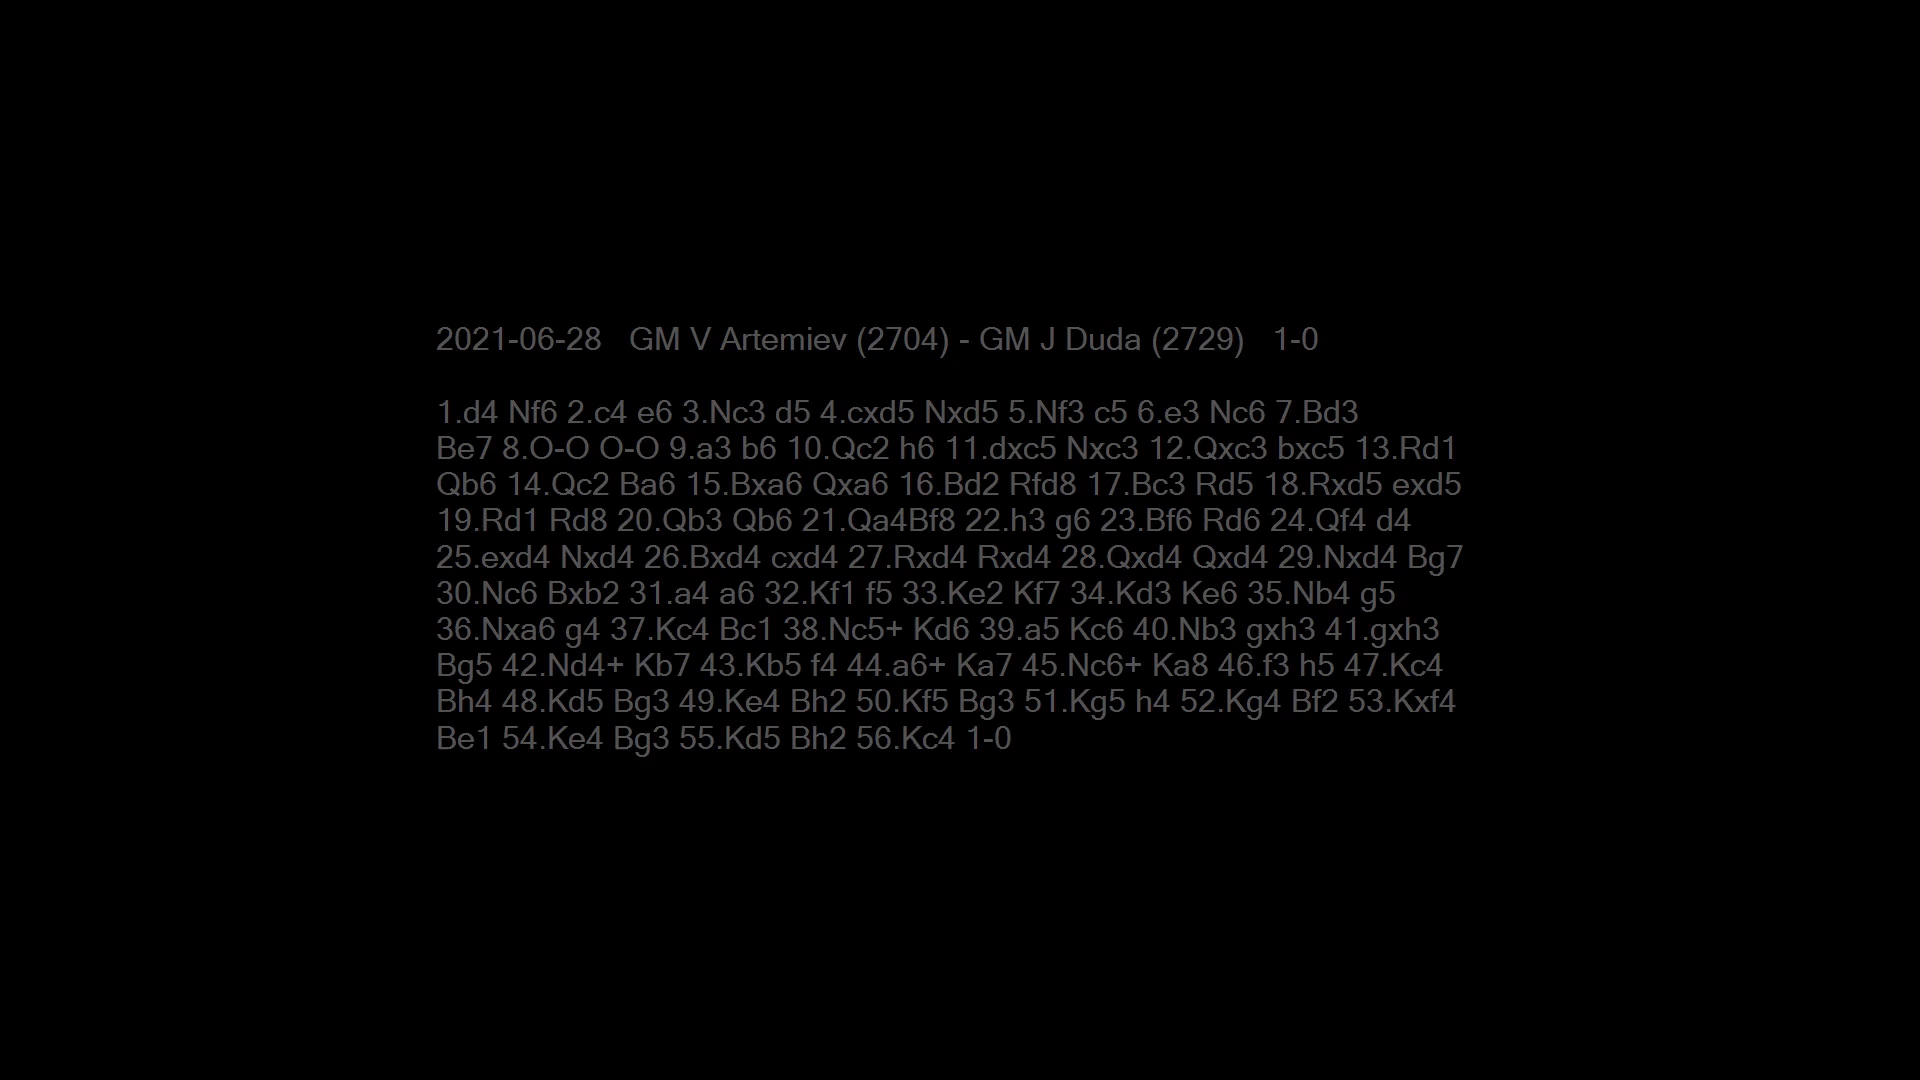 2021-06-28 GM V Artemiev (2704) - GM J Duda (2729) 1-0
1.d4 Nf6 2.c4 e6 3.Nc3 d5 4.cxd5 Nxd5 5.Nf3 c5 6.e3 Nc6 7.Bd3
Be7 8.O-O O-O 9.a3 b6 10.Qc2 h6 11.dxc5 Nxc3 12.Qxc3 bxc5 13.Rd1
Qb6 14.Qc2 Ba6 15.Bxa6 Qxa6 16.Bd2 Rfd8 17.Bc3 Rd5 18.Rxd5 exd5
19.Rd1 Rd8 20.Qb3 Qb6 21.Qa4Bf8 22.h3 g6 23.Bf6 Rd6 24.Qf4 d4
25.exd4 Nxd4 26.Bxd4 cxd4 27.Rxd4 Rxd4 28.Qxd4 Qxd4 29.Nxd4 Bg7
30.Nc6 Bxb2 31.a4 a6 32.Kf1 f5 33.Ke2 Kf7 34.Kd3 Ke6 35.Nb4 g5
36.Nxa6 g4 37.Kc4 Bc1 38.Nc5+ Kd6 39.a5 Kc6 40.Nb3 gxh3 41.gxh3
Bg5 42.Nd4+ Kb7 43.Kb5 f4 44.a6+ Ka7 45.Nc6+ Ka8 46.f3 h5 47.Kc4
Bh4 48.Kd5 Bg3 49.Ke4 Bh2 50.Kf5 Bg3 51.Kg5 h4 52.Kg4 Bf2 53.Kxf4
Be1 54.Ke4 Bg3 55.Kd5 Bh2 56.Kc4 1-0